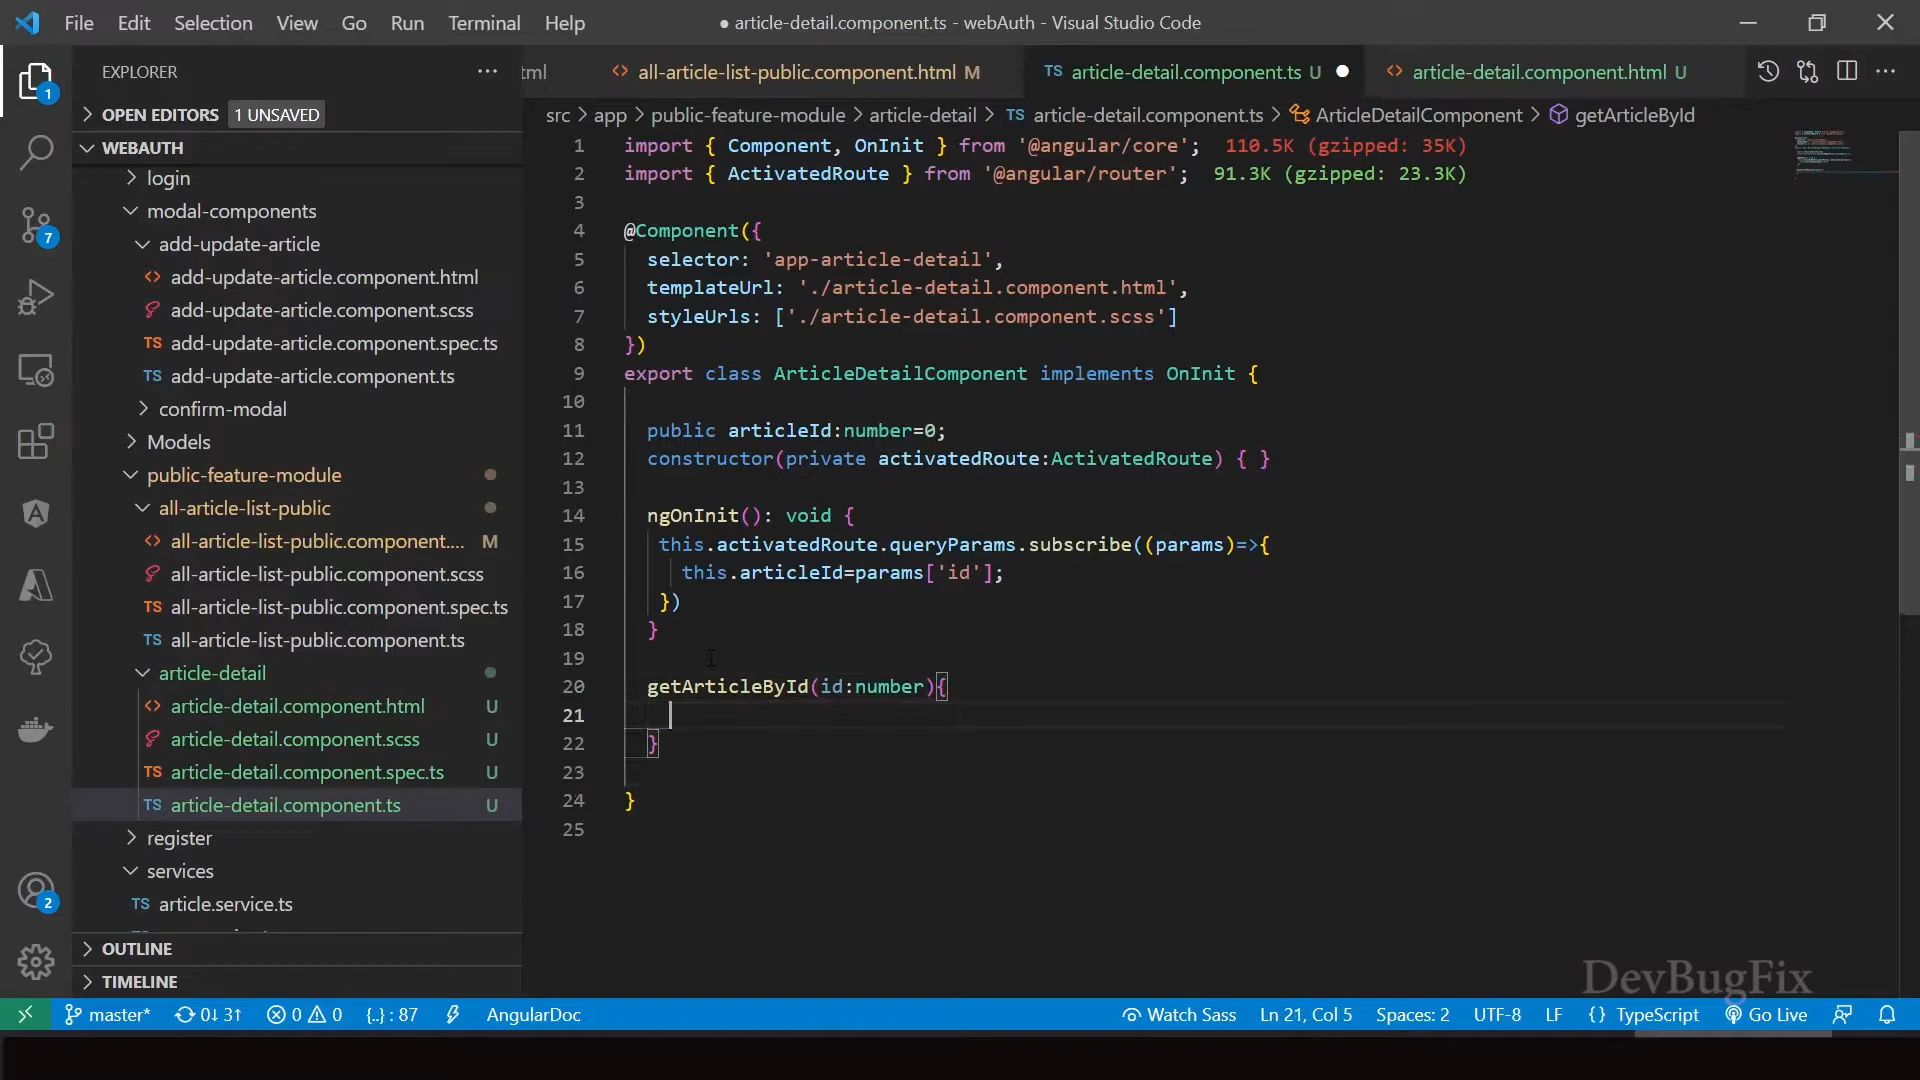 File Edit Selection View Go Run Terminal Help ● article-detail.component.ts - webAuth - Visual Studio Code
EXPLORER ···
tml <> all-article-list-public.component.html M TS article-detail.component.ts U ● <> article-detail.component.html U ···
OPEN EDITORS 1 UNSAVED
src > app > public-feature-module > article-detail > TS article-detail.component.ts > ArticleDetailComponent > getArticleById
WEBAUTH
login
modal-components
add-update-article
<> add-update-article.component.html
add-update-article.component.scss
TS add-update-article.component.spec.ts
TS add-update-article.component.ts
confirm-modal
Models
public-feature-module
all-article-list-public
<> all-article-list-public.component.... M
all-article-list-public.component.scss
TS all-article-list-public.component.spec.ts
TS all-article-list-public.component.ts
article-detail
<> article-detail.component.html U
article-detail.component.scss U
TS article-detail.component.spec.ts U
TS article-detail.component.ts U
register
services
TS article.service.ts
OUTLINE
TIMELINE
1
7
2
1 import { Component, OnInit } from '@angular/core'; 110.5K (gzipped: 35K)
2 import { ActivatedRoute } from '@angular/router'; 91.3K (gzipped: 23.3K)
3
4 @Component({
5 selector: 'app-article-detail',
6 templateUrl: './article-detail.component.html',
7 styleUrls: ['./article-detail.component.scss']
8 })
9 export class ArticleDetailComponent implements OnInit {
10
11 public articleId:number=0;
12 constructor(private activatedRoute:ActivatedRoute) { }
13
14 ngOnInit(): void {
15 this.activatedRoute.queryParams.subscribe((params)=>{
16 this.articleId=params['id'];
17 })
18 }
19
20 getArticleById(id:number){
21
22 }
23
24 }
25
DevBugFix
master* 0↓ 3↑ 0 0 {..} : 87 AngularDoc Watch Sass Ln 21, Col 5 Spaces: 2 UTF-8 LF {} TypeScript Go Live